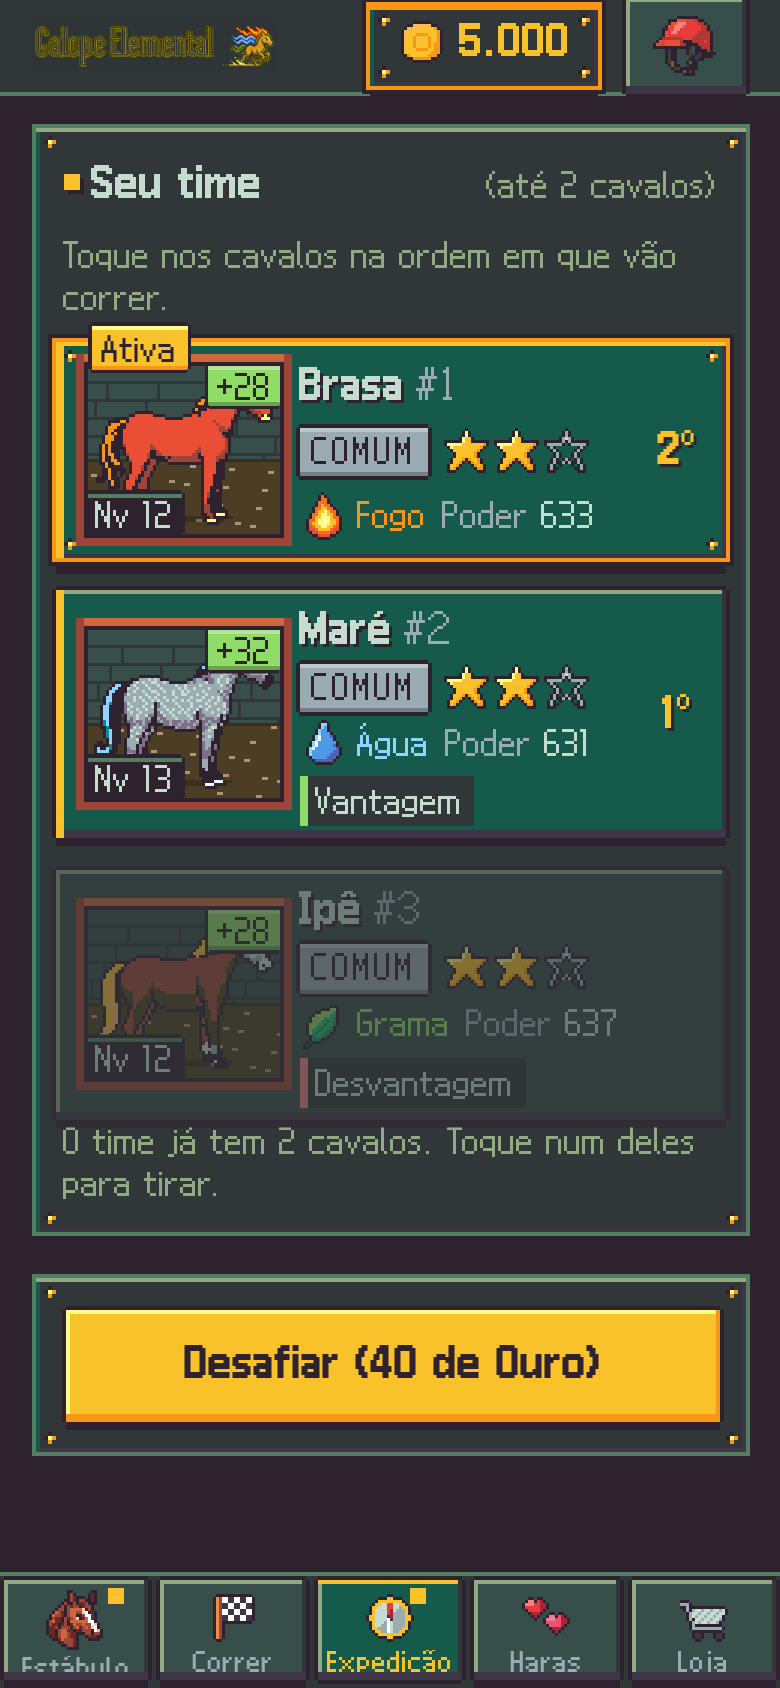 Galope Elemental
5.000
Seu time
(até 2 cavalos)
Toque nos cavalos na ordem em que vão
correr.
Ativa
+28
Brasa #1
COMUM
2º
Nv 12
Fogo Poder 633
+32
Maré #2
COMUM
1º
Nv 13
Água Poder 631
Vantagem
+28
Ipê #3
COMUM
Nv 12
Grama Poder 637
Desvantagem
O time já tem 2 cavalos. Toque num deles
para tirar.
Desafiar (40 de Ouro)
Estábulo
Correr
Expedição
Haras
Loja